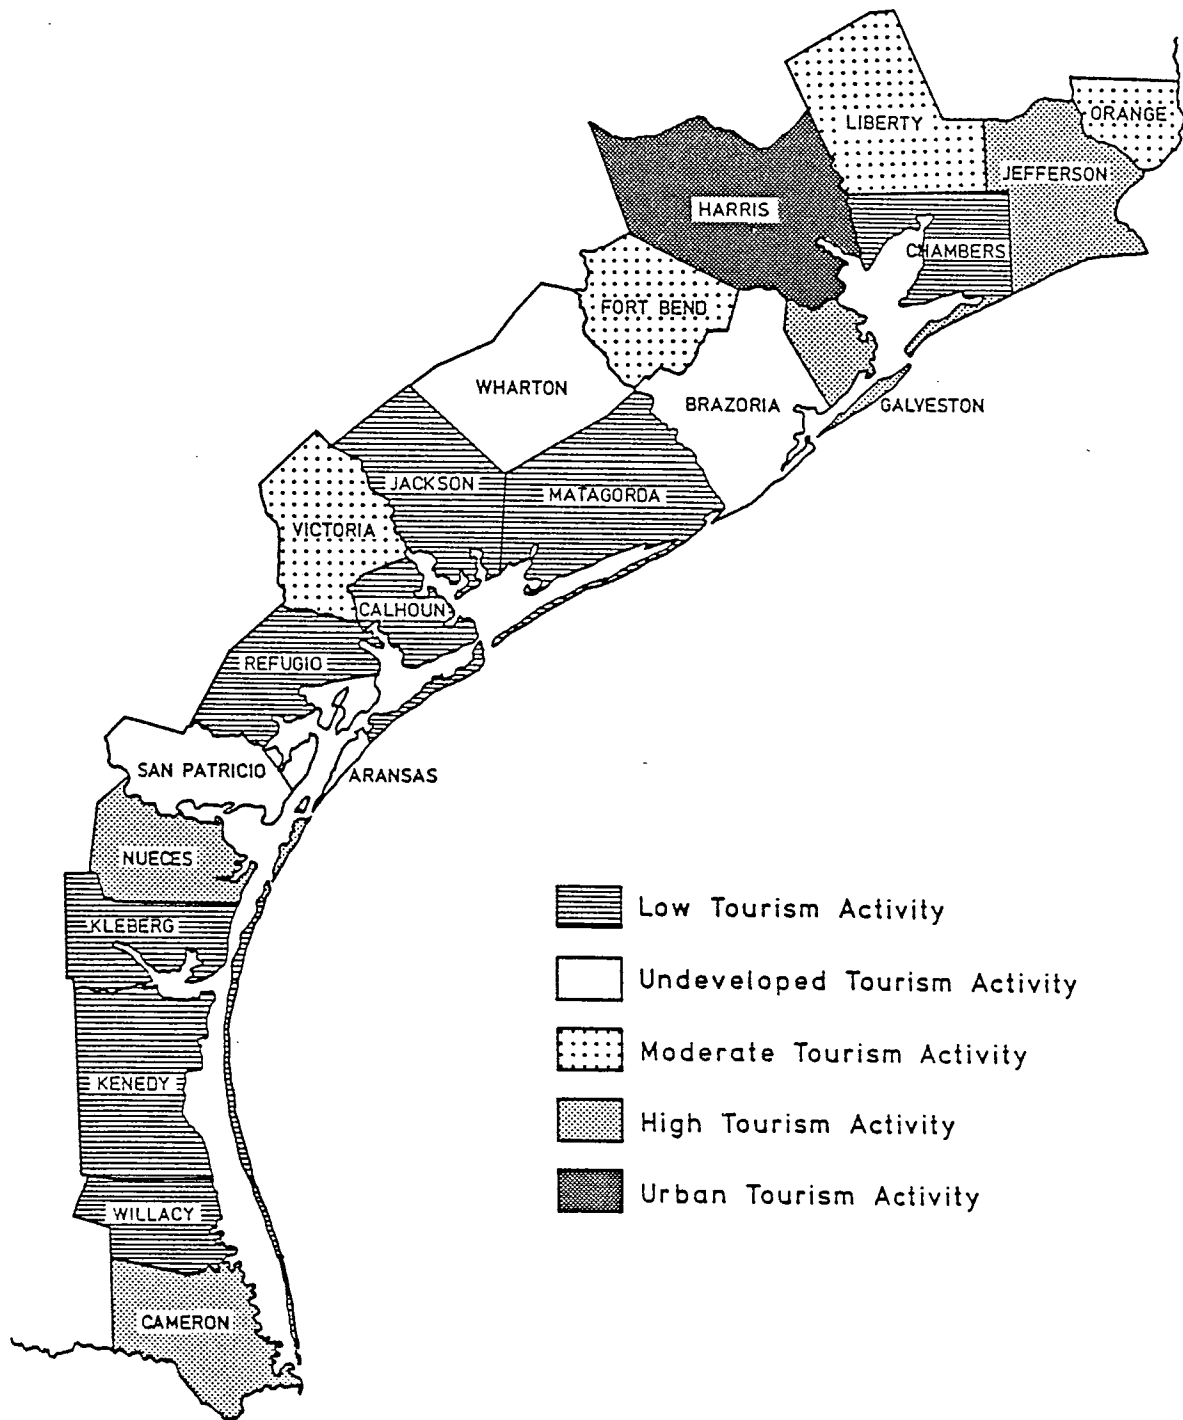 LIBERTY
ORANGE
JEFFERSON
HARRIS
CHAMBERS
FORT BEND
WHARTON
BRAZORIA
GALVESTON
JACKSON
MATAGORDA
VICTORIA
CALHOUN
REFUGIO
SAN PATRICIO
ARANSAS
NUECES
KLEBERG
KENEDY
WILLACY
CAMERON
Low Tourism Activity
Undeveloped Tourism Activity
Moderate Tourism Activity
High Tourism Activity
Urban Tourism Activity